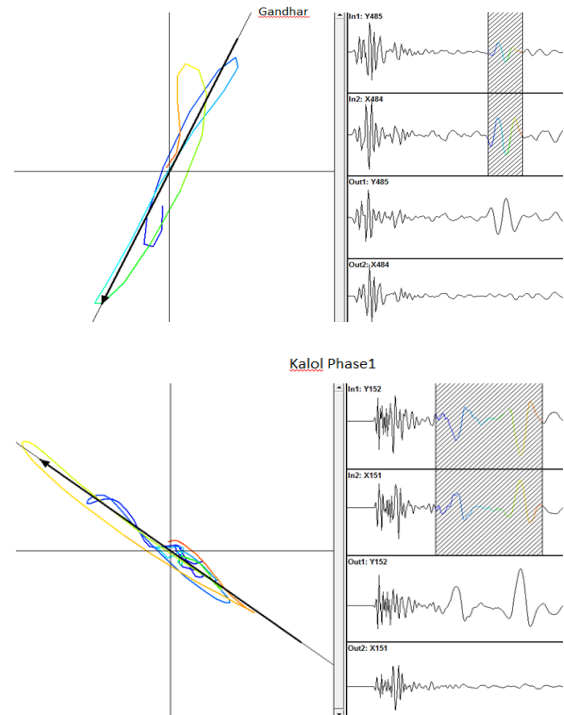 Gandhar
In1: Y485
In2: X484
Out1: Y485
Out2: X484
Kalol Phase1
In1: Y152
In2: X151
Out1: Y152
Out2: X151